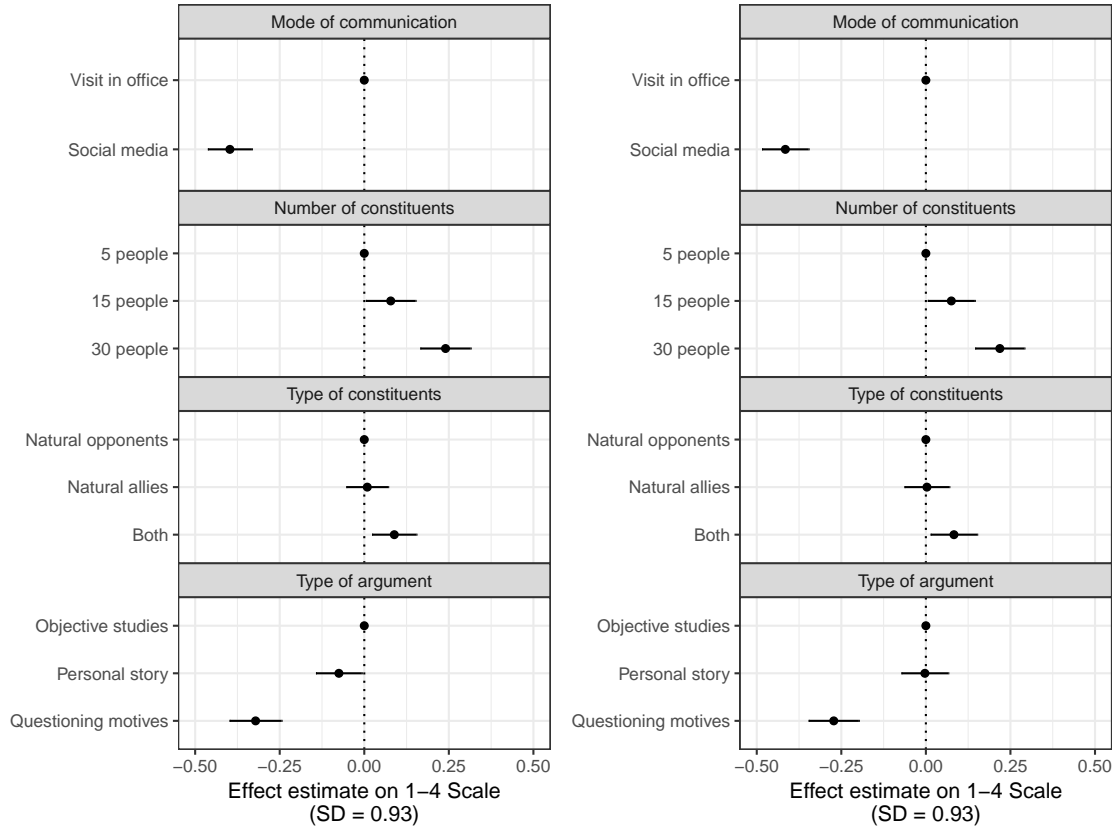 Mode of communication
Visit in office
Social media
Number of constituents
5 people
15 people
30 people
Type of constituents
Natural opponents
Natural allies
Both
Type of argument
Objective studies
Personal story
Questioning motives
−0.50 −0.25 0.00 0.25 0.50
Effect estimate on 1−4 Scale
(SD = 0.93)
Mode of communication
Visit in office
Social media
Number of constituents
5 people
15 people
30 people
Type of constituents
Natural opponents
Natural allies
Both
Type of argument
Objective studies
Personal story
Questioning motives
−0.50 −0.25 0.00 0.25 0.50
Effect estimate on 1−4 Scale
(SD = 0.93)